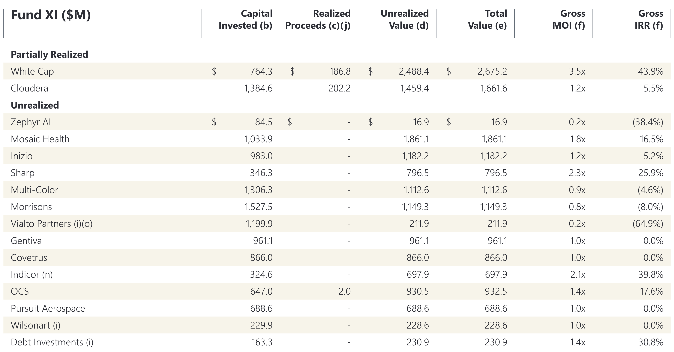 Fund XI ($M) Capital Invested (b) Realized Proceeds (c)(j) Unrealized Value (d) Total Value (e) Gross MOI (f) Gross IRR (f)
Partially Realized
White Cap $ 764.3 $ 186.8 $ 2,488.4 $ 2,675.2 3.5x 43.9%
Cloudera 1,384.6 202.2 1,459.4 1,661.6 1.2x 5.5%
Unrealized
Zephyr AI $ 84.5 $ - $ 16.9 $ 16.9 0.2x (38.4%)
Mosaic Health 1,033.9 - 1,861.1 1,861.1 1.8x 16.5%
Inizio 983.0 - 1,182.2 1,182.2 1.2x 5.2%
Sharp 346.3 - 796.5 796.5 2.3x 25.9%
Multi-Color 1,306.3 - 1,112.6 1,112.6 0.9x (4.6%)
Morrisons 1,527.5 - 1,149.3 1,149.3 0.8x (8.0%)
Vialto Partners (i)(o) 1,199.9 - 211.9 211.9 0.2x (64.9%)
Gentiva 961.1 - 961.1 961.1 1.0x 0.0%
Covetrus 866.0 - 866.0 866.0 1.0x 0.0%
Indicor (n) 324.6 - 697.9 697.9 2.1x 39.8%
OCS 647.0 2.0 930.5 932.5 1.4x 17.6%
Pursuit Aerospace 688.6 - 688.6 688.6 1.0x 0.0%
Wilsonart (i) 229.9 - 228.6 228.6 1.0x 0.0%
Debt Investments (i) 163.3 - 230.9 230.9 1.4x 30.8%